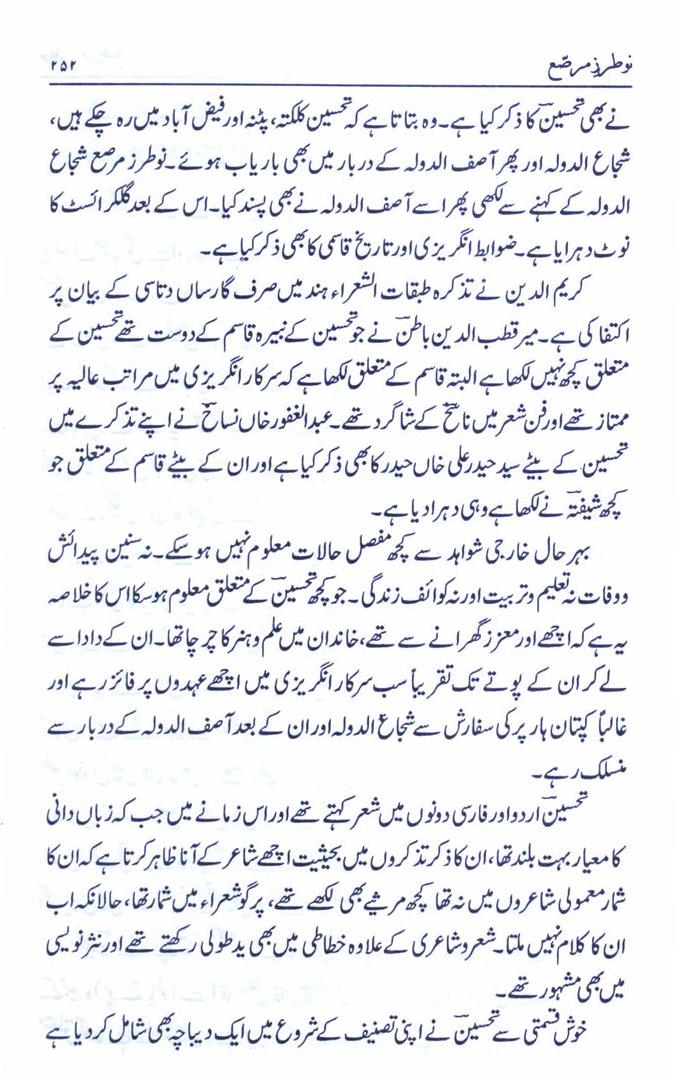 نوطرزِ مرصّع ۲۵۲
نے بھی تحسینؔ کا ذکر کیا ہے۔ وہ بتاتا ہے کہ تحسین کلکتہ، پٹنہ اور فیض آباد میں رہ چکے ہیں،
شجاع الدولہ اور پھر آصف الدولہ کے دربار میں بھی باریاب ہوئے۔ نوطرز مرصع شجاع
الدولہ کے کہنے سے لکھی پھر اسے آصف الدولہ نے بھی پسند کیا۔ اس کے بعد گلکرائسٹ کا
نوٹ دہرایا ہے۔ ضوابط انگریزی اور تاریخ قاسمی کا بھی ذکر کیا ہے۔
کریم الدین نے تذکرہ طبقات الشعراء ہند میں صرف گارساں دتاسی کے بیان پر
اکتفا کی ہے۔ میر قطب الدین باطنؔ نے جو تحسین کے نبیرہ قاسم کے دوست تھے تحسین کے
متعلق کچھ نہیں لکھا ہے البتہ قاسم کے متعلق لکھا ہے کہ سرکار انگریزی میں مراتب عالیہ پر
ممتاز تھے اور فن شعر میں ناسخؔ کے شاگرد تھے۔ عبدالغفور خاں نساخؔ نے اپنے تذکرے میں
تحسین کے بیٹے سید حیدر علی خاں حیدر کا بھی ذکر کیا ہے اور ان کے بیٹے قاسم کے متعلق جو
کچھ شیفتہؔ نے لکھا ہے وہی دہرا دیا ہے۔
بہر حال خارجی شواہد سے کچھ مفصل حالات معلوم نہیں ہو سکے۔ نہ سنین پیدائش
و وفات نہ تعلیم و تربیت اور نہ کوائف زندگی۔ جو کچھ تحسینؔ کے متعلق معلوم ہو سکا اس کا خلاصہ
یہ ہے کہ اچھے اور معزز گھرانے سے تھے، خاندان میں علم و ہنر کا چرچا تھا۔ ان کے دادا سے
لے کر ان کے پوتے تک تقریباً سب سرکار انگریزی میں اچھے عہدوں پر فائز رہے اور
غالباً کپتان ہارپر کی سفارش سے شجاع الدولہ اور ان کے بعد آصف الدولہ کے دربار سے
منسلک رہے۔
تحسینؔ اردو اور فارسی دونوں میں شعر کہتے تھے اور اس زمانے میں جب کہ زباں دانی
کا معیار بہت بلند تھا، ان کا ذکر تذکروں میں بحیثیت اچھے شاعر کے آنا ظاہر کرتا ہے کہ ان کا
شمار معمولی شاعروں میں نہ تھا کچھ مرثیے بھی لکھے تھے، پرگو شعراء میں شمار تھا، حالانکہ اب
ان کا کلام نہیں ملتا۔ شعر و شاعری کے علاوہ خطاطی میں بھی ید طولی رکھتے تھے اور نثر نویسی
میں بھی مشہور تھے۔
خوش قسمتی سے تحسینؔ نے اپنی تصنیف کے شروع میں ایک دیباچہ بھی شامل کر دیا ہے